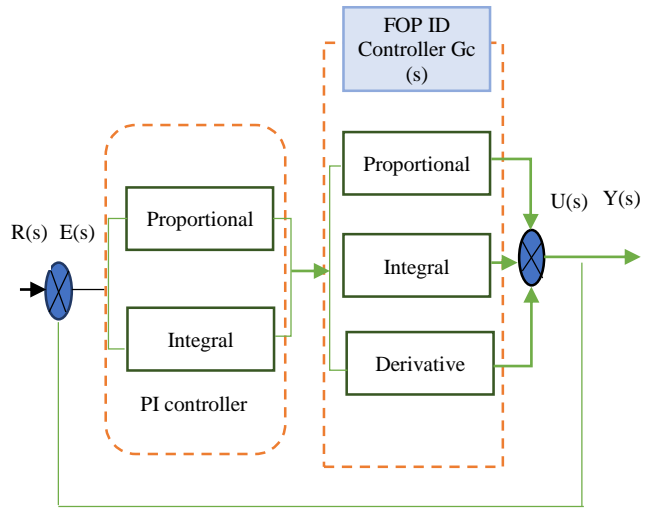 FOP ID
Controller Gc
(s)
Proportional
U(s) Y(s)
Proportional
R(s) E(s)
Integral
Integral
Derivative
PI controller